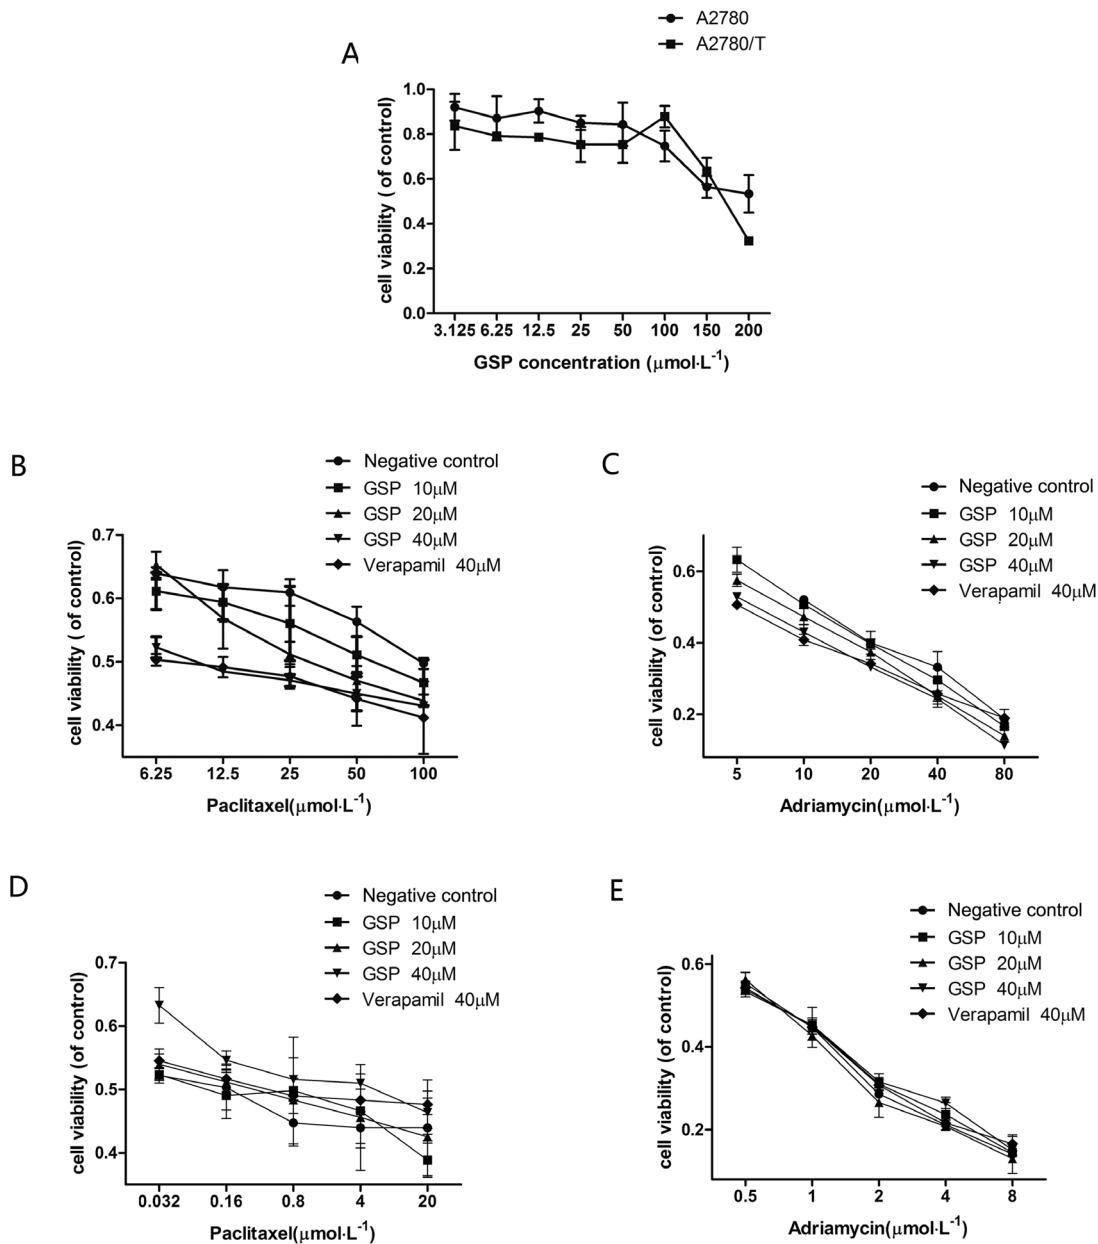 A2780
A2780/T
A
1.0
0.8
0.6
0.4
0.2
0.0
cell viability ( of control)
3.125 6.25 12.5 25 50 100 150 200
GSP concentration (μmol·L⁻¹)
B
Negative control
GSP 10μM
GSP 20μM
GSP 40μM
Verapamil 40μM
0.7
0.6
0.5
0.4
cell viability ( of control)
6.25 12.5 25 50 100
Paclitaxel(μmol·L⁻¹)
C
Negative control
GSP 10μM
GSP 20μM
GSP 40μM
Verapamil 40μM
0.6
0.4
0.2
cell viability (of control)
5 10 20 40 80
Adriamycin(μmol·L⁻¹)
D
Negative control
GSP 10μM
GSP 20μM
GSP 40μM
Verapamil 40μM
0.7
0.6
0.5
0.4
cell viability (of control)
0.032 0.16 0.8 4 20
Paclitaxel(μmol·L⁻¹)
E
Negative control
GSP 10μM
GSP 20μM
GSP 40μM
Verapamil 40μM
0.6
0.4
0.2
cell viability (of control)
0.5 1 2 4 8
Adriamycin(μmol·L⁻¹)